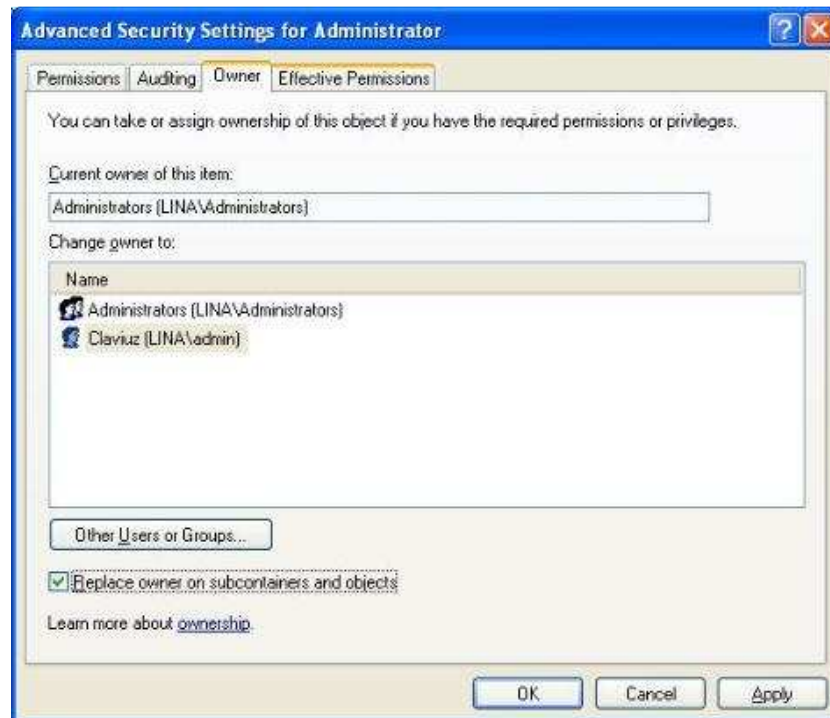 Advanced Security Settings for Administrator
Permissions Auditing Owner Effective Permissions
You can take or assign ownership of this object if you have the required permissions or privileges.
Current owner of this item:
Administrators (LINA\Administrators)
Change owner to:
Name
Administrators (LINA\Administrators)
Claviuz (LINA\admin)
Other Users or Groups...
Replace owner on subcontainers and objects
Learn more about ownership.
OK Cancel Apply